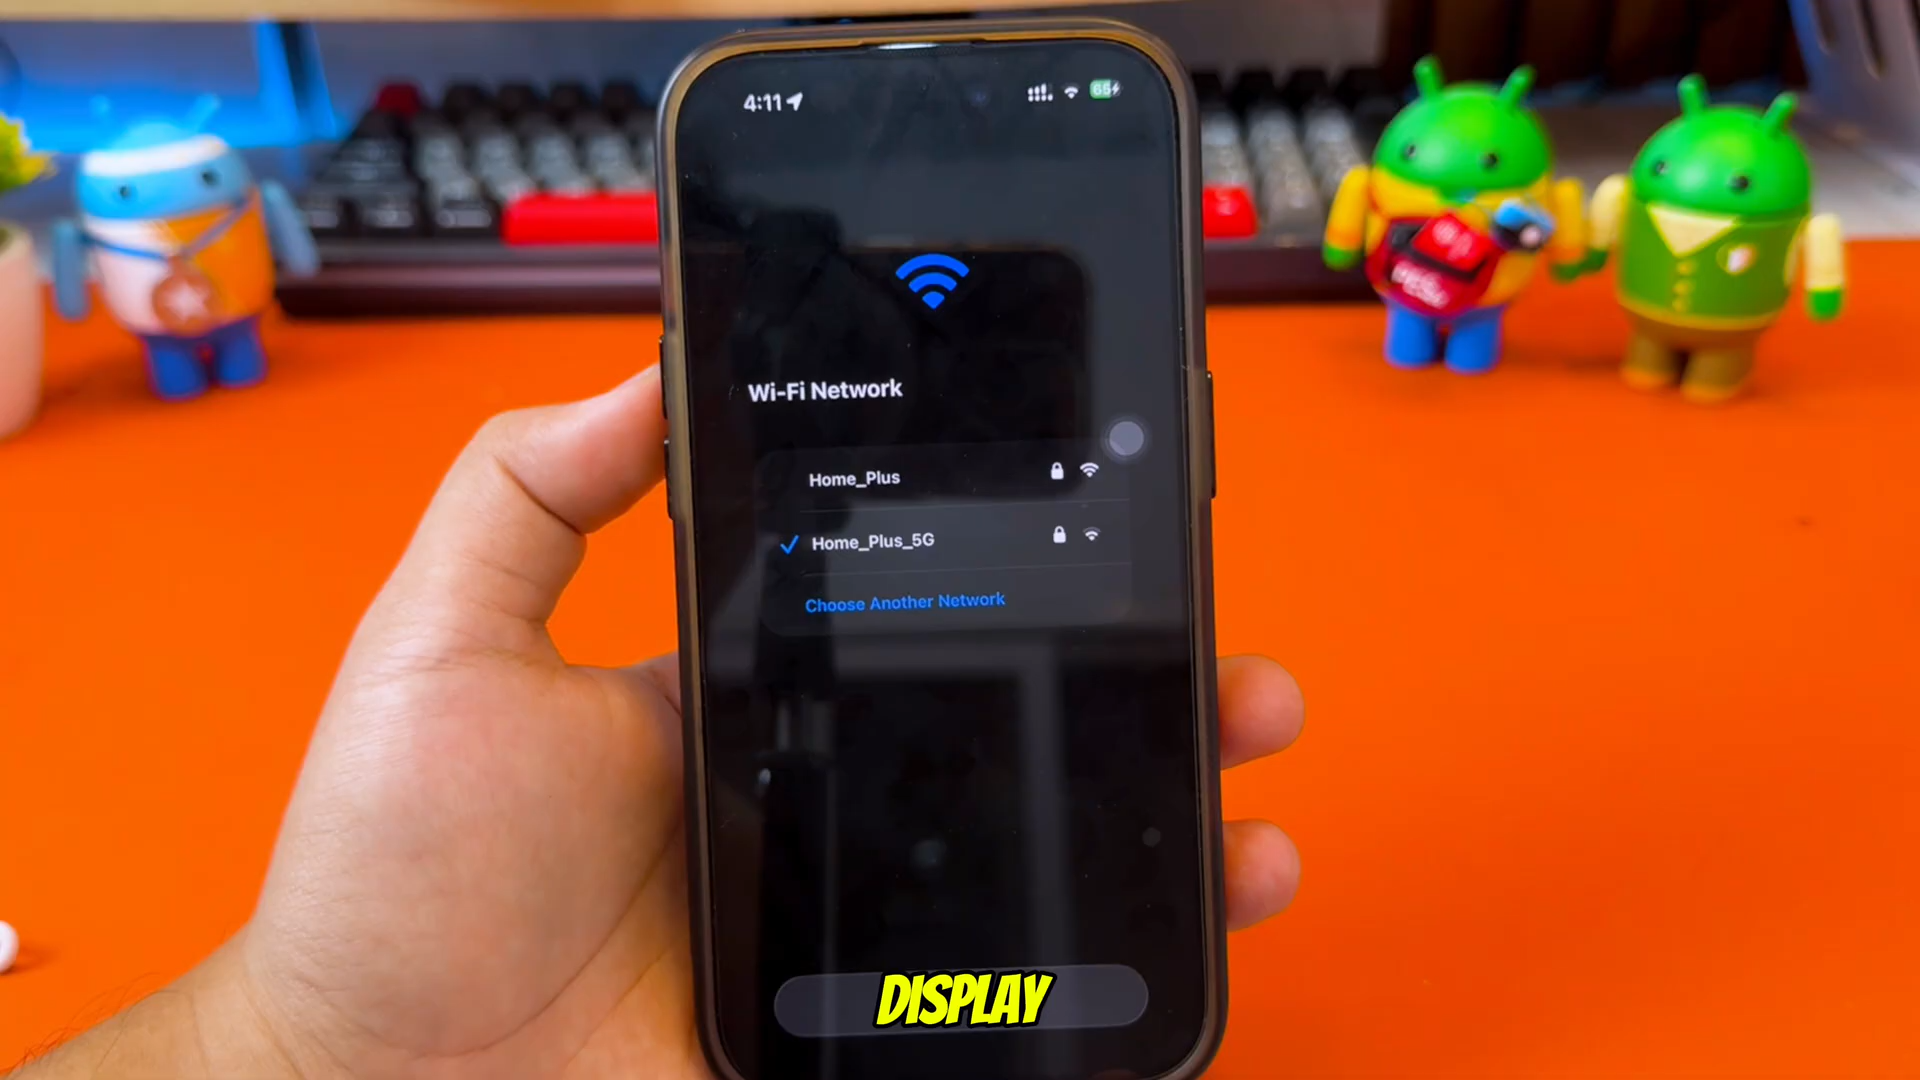 4:11
65
Wi-Fi Network
Home_Plus
Home_Plus_5G
Choose Another Network
DISPLAY